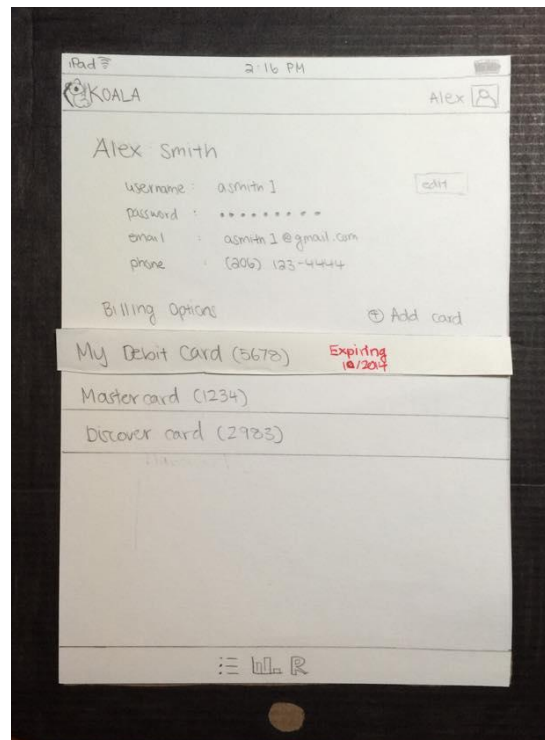 iPad 2:16 PM
KOALA Alex
Alex Smith
username: asmith1 edit
password: •••••••••
email: asmith1@gmail.com
phone: (206) 123-4444
Billing Options + Add card
My Debit Card (5678) Expiring
10/2014
Mastercard (1234)
Discover card (2983)
R